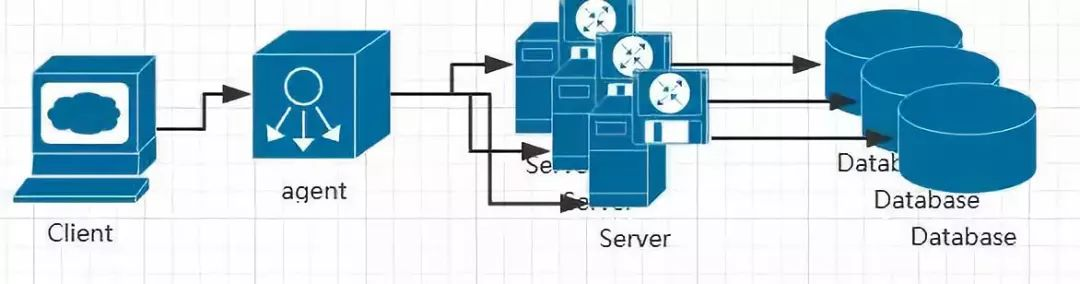 Client
agent
Server
Database
Database